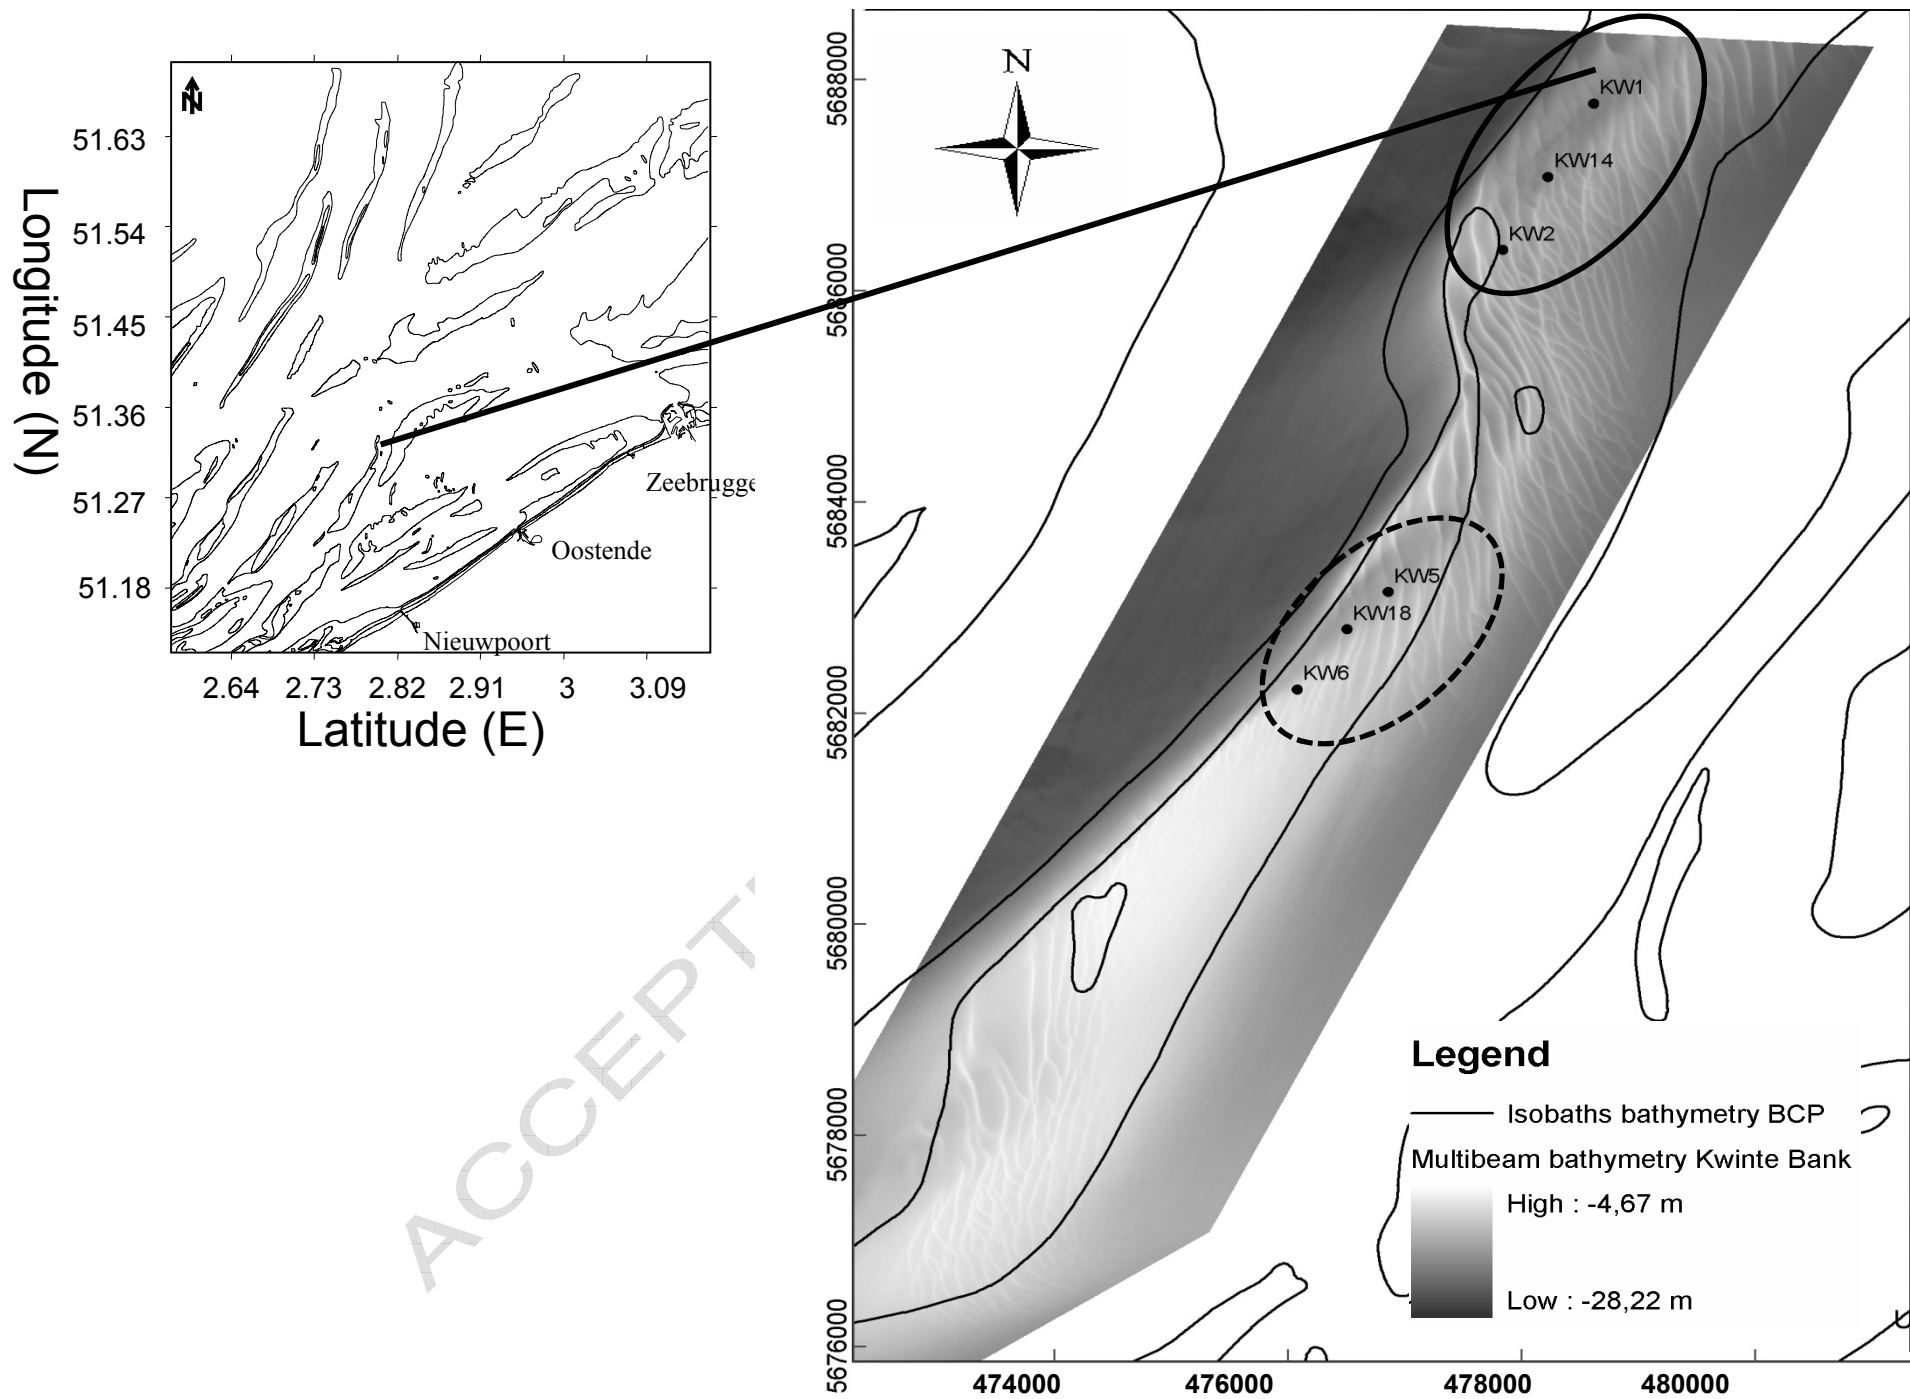 N
51.63
51.54
51.45
51.36
51.27
51.18
Longitude (N)
Zeebrugge
Oostende
Nieuwpoort
2.64 2.73 2.82 2.91 3 3.09
Latitude (E)
ACCEPT
N
5688000
5686000
5684000
5682000
5680000
5678000
5676000
KW1
KW14
KW2
KW5
KW18
KW6
Legend
Isobaths bathymetry BCP
Multibeam bathymetry Kwinte Bank
High : -4,67 m
Low : -28,22 m
474000 476000 478000 480000